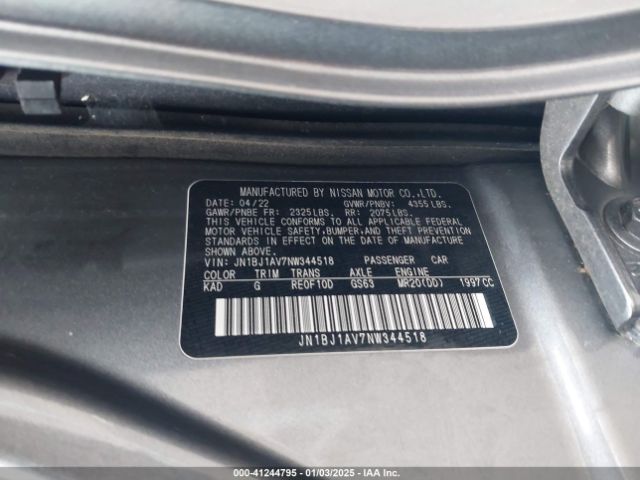 MANUFACTURED BY NISSAN MOTOR CO.,LTD.
DATE: 04/22 GVWR/PNBV: 4355 LBS.
GAWR/PNBE FR: 2325 LBS. RR: 2075 LBS.
THIS VEHICLE CONFORMS TO ALL APPLICABLE FEDERAL
MOTOR VEHICLE SAFETY, BUMPER, AND THEFT PREVENTION
STANDARDS IN EFFECT ON THE DATE OF MANUFACTURE
SHOWN ABOVE.
VIN: JN1BJ1AV7NW344518 PASSENGER CAR
COLOR TRIM TRANS AXLE ENGINE
KAD G RE0F10D GS63 MR20(DD) 1997CC
JN1BJ1AV7NW344518
000-41244795 - 01/03/2025 - IAA Inc.